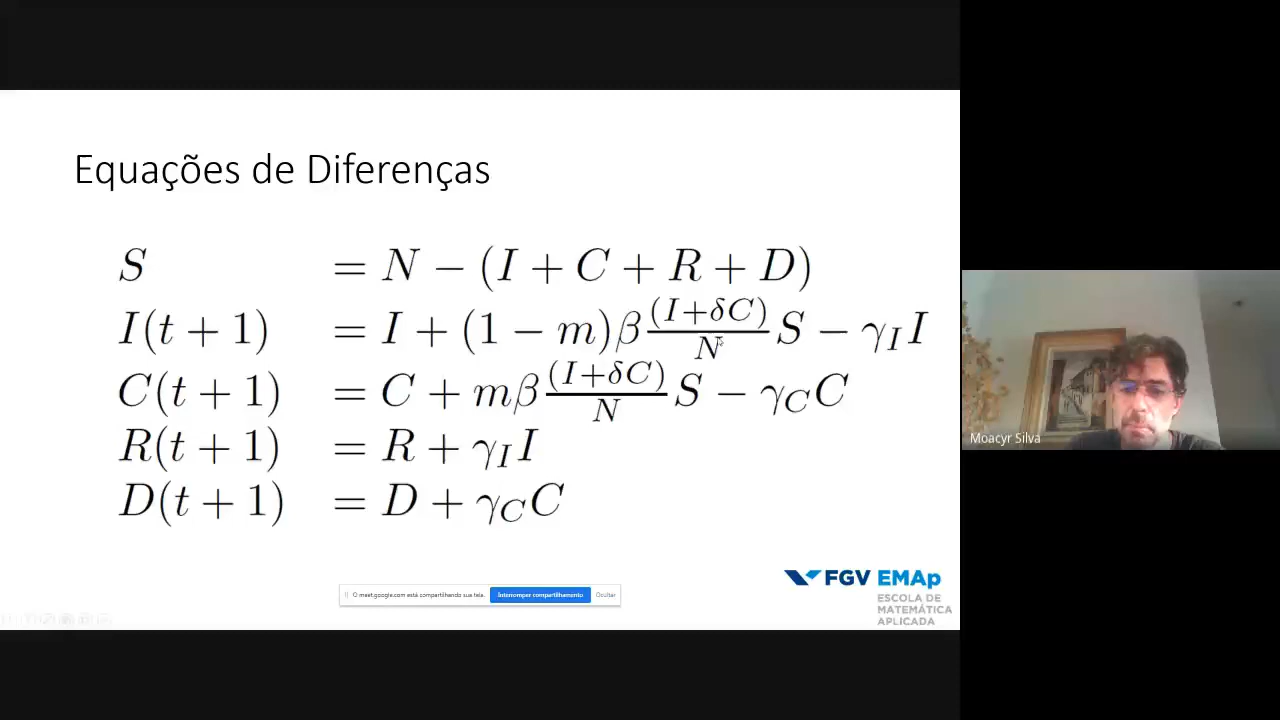 Equações de Diferenças
S = N − (I + C + R + D)
I(t + 1) = I + (1 − m)β (I+δC)/N S − γ_I I
C(t + 1) = C + mβ (I+δC)/N S − γ_C C
R(t + 1) = R + γ_I I
D(t + 1) = D + γ_C C
Moacyr Silva
FGV EMAp
ESCOLA DE
MATEMÁTICA
APLICADA
O meet.google.com está compartilhando sua tela. Interromper compartilhamento Ocultar